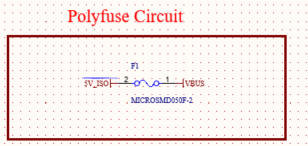 Polyfuse Circuit
F1
5V_ISO 2 1 VBUS
MICROSMD050F-2